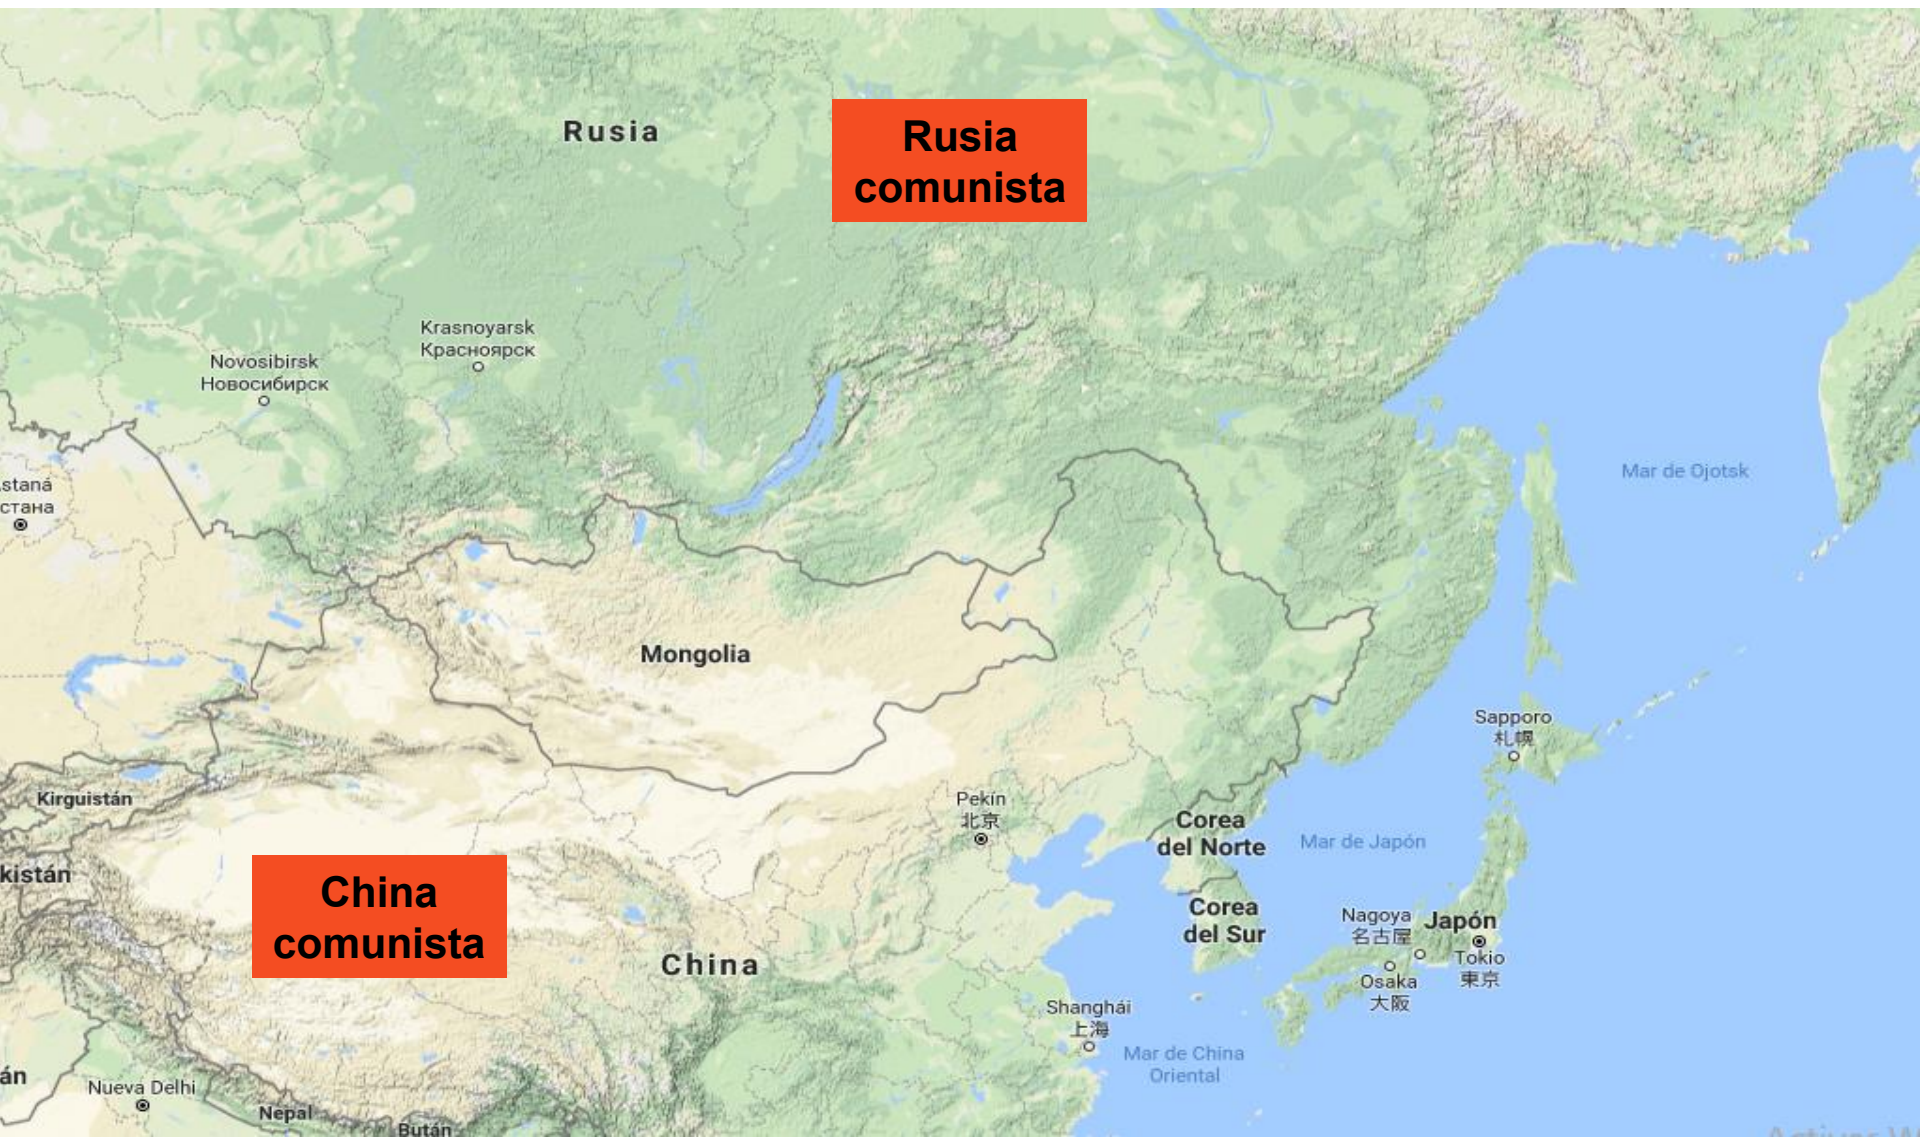 Rusia
Rusia
comunista
Krasnoyarsk
Красноярск
Novosibirsk
Новосибирск
Mar de Ojotsk
staná
стана
Mongolia
Sapporo
札幌
Kirguistán
Pekín
北京
Corea
del Norte
Mar de Japón
kistán
China
comunista
Corea
del Sur
Nagoya
名古屋
Japón
Tokio
東京
Osaka
大阪
China
Shanghái
上海
Mar de China
Oriental
án
Nueva Delhi
Nepal
Bután